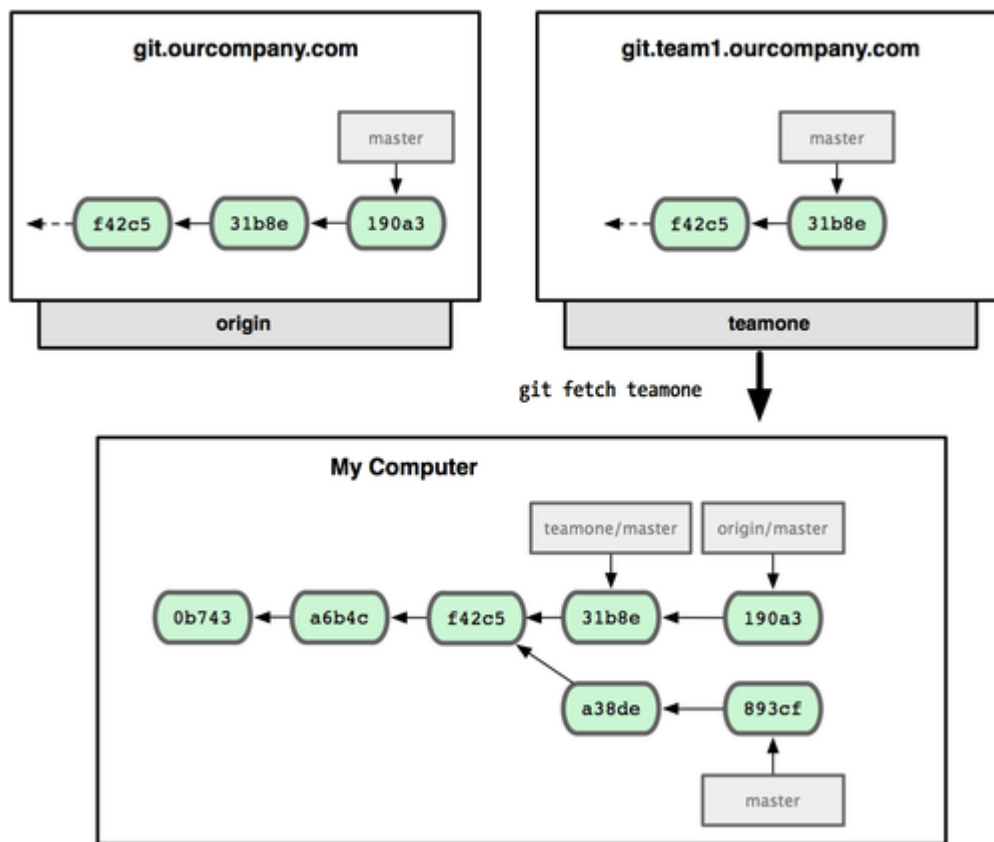 git.ourcompany.com
master
f42c5
31b8e
190a3
origin
git.team1.ourcompany.com
master
f42c5
31b8e
teamone
git fetch teamone
My Computer
teamone/master
origin/master
0b743
a6b4c
f42c5
31b8e
190a3
a38de
893cf
master